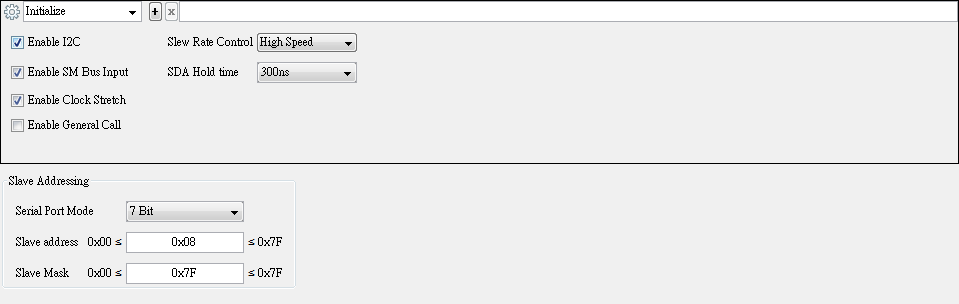 Initialize + x
Enable I2C Slew Rate Control High Speed
Enable SM Bus Input SDA Hold time 300ns
Enable Clock Stretch
Enable General Call
Slave Addressing
Serial Port Mode 7 Bit
Slave address 0x00 ≤ 0x08 ≤ 0x7F
Slave Mask 0x00 ≤ 0x7F ≤ 0x7F